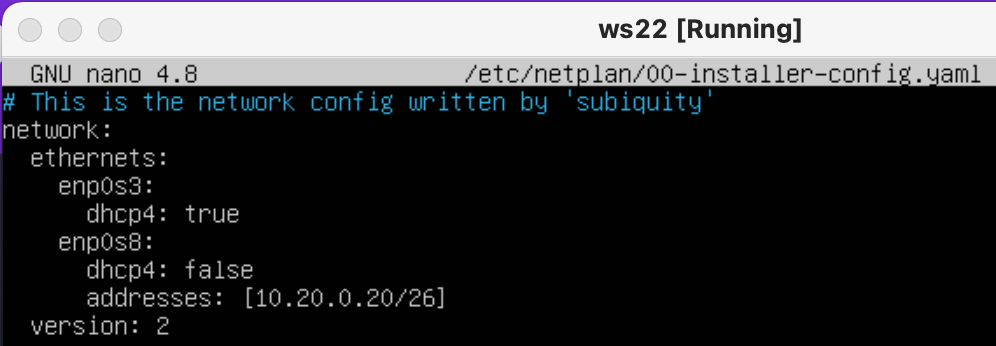 ws22 [Running]
GNU nano 4.8 /etc/netplan/00-installer-config.yaml
# This is the network config written by 'subiquity'
network:
  ethernets:
    enp0s3:
      dhcp4: true
    enp0s8:
      dhcp4: false
      addresses: [10.20.0.20/26]
  version: 2